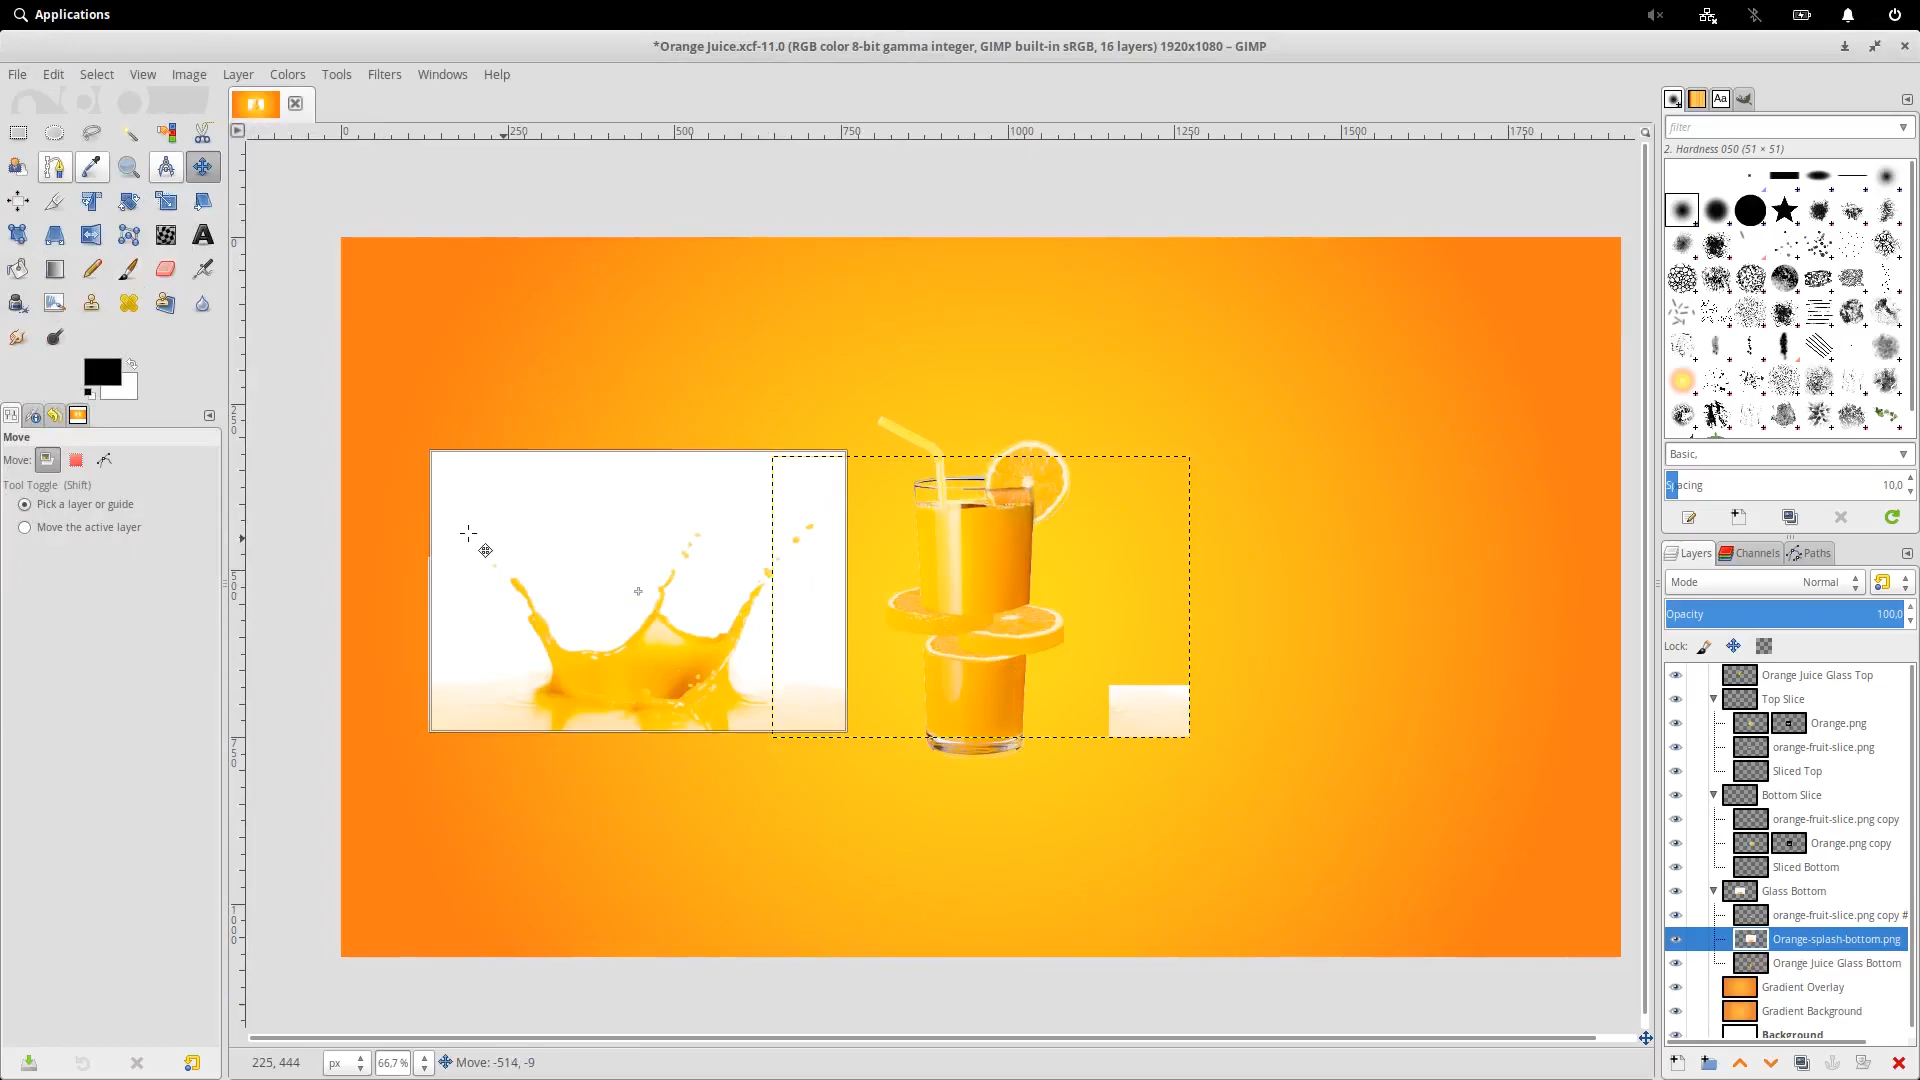 Applications
*Orange Juice.xcf-11.0 (RGB color 8-bit gamma integer, GIMP built-in sRGB, 16 layers) 1920x1080 – GIMP
File Edit Select View Image Layer Colors Tools Filters Windows Help
Aa
0 250 500 750 1000 1250 1500 1750
filter
2. Hardness 050 (51 × 51)
0
250
500
750
1000
Move
Move:
Tool Toggle (Shift)
Pick a layer or guide
Move the active layer
Basic,
Spacing 10,0
Layers Channels Paths
Mode Normal
Opacity 100,0
Lock:
Orange Juice Glass Top
Top Slice
Orange.png
orange-fruit-slice.png
Sliced Top
Bottom Slice
orange-fruit-slice.png copy
Orange.png copy
Sliced Bottom
Glass Bottom
orange-fruit-slice.png copy #
Orange-splash-bottom.png
Orange Juice Glass Bottom
Gradient Overlay
Gradient Background
Background
225, 444 px 66,7 % Move: -514, -9